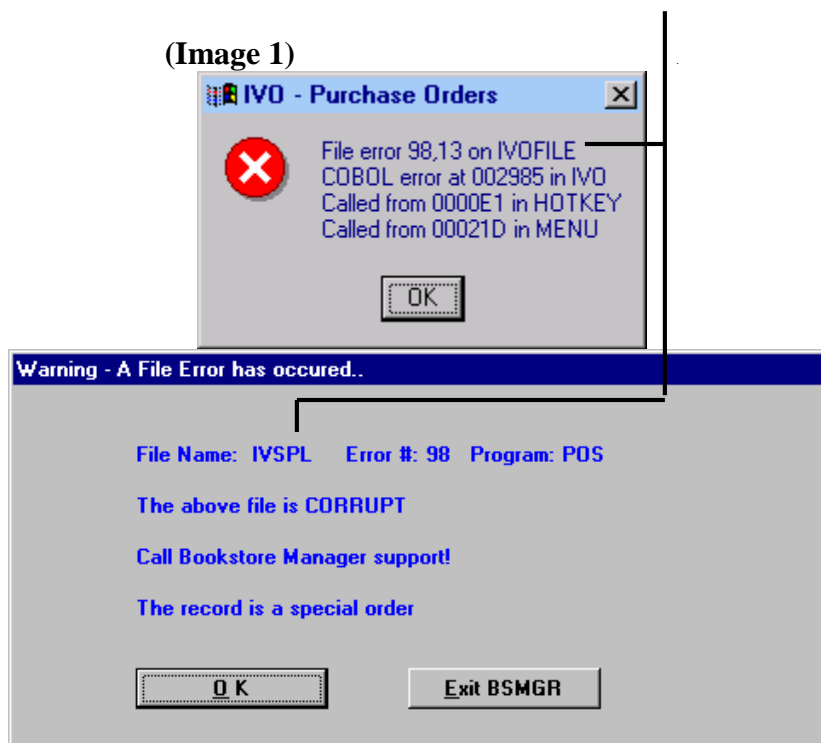 (Image 1)
IVO - Purchase Orders
File error 98,13 on IVOFILE
COBOL error at 002985 in IVO
Called from 0000E1 in HOTKEY
Called from 00021D in MENU
OK
Warning - A File Error has occured..
File Name: IVSPL Error #: 98 Program: POS
The above file is CORRUPT
Call Bookstore Manager support!
The record is a special order
O K Exit BSMGR